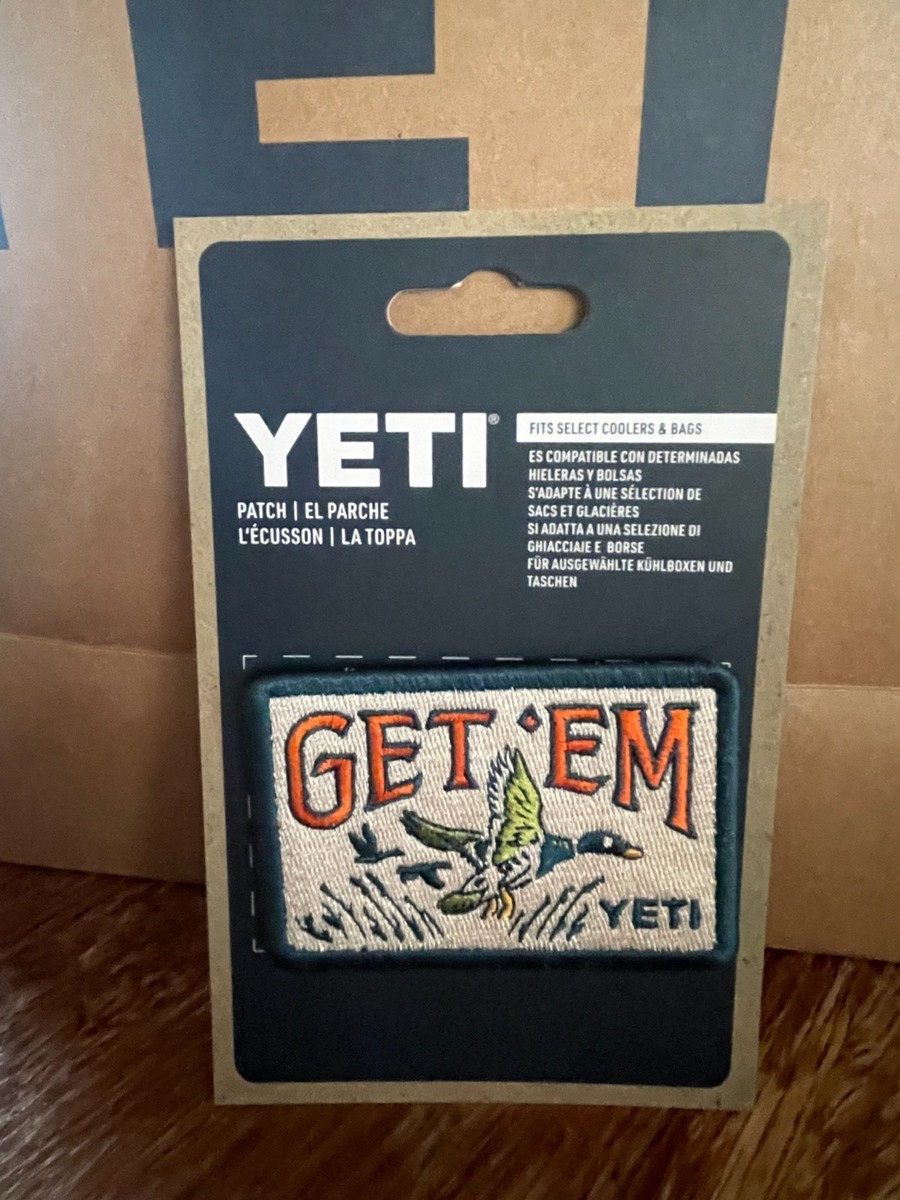 ETI
YETI®
PATCH | EL PARCHE
L'ÉCUSSON | LA TOPPA
FITS SELECT COOLERS & BAGS
ES COMPATIBLE CON DETERMINADAS
HIELERAS Y BOLSAS
S'ADAPTE À UNE SÉLECTION DE
SACS ET GLACIÈRES
SI ADATTA A UNA SELEZIONE DI
GHIACCIAIE E BORSE
FÜR AUSGEWÄHLTE KÜHLBOXEN UND
TASCHEN
GET 'EM
YETI